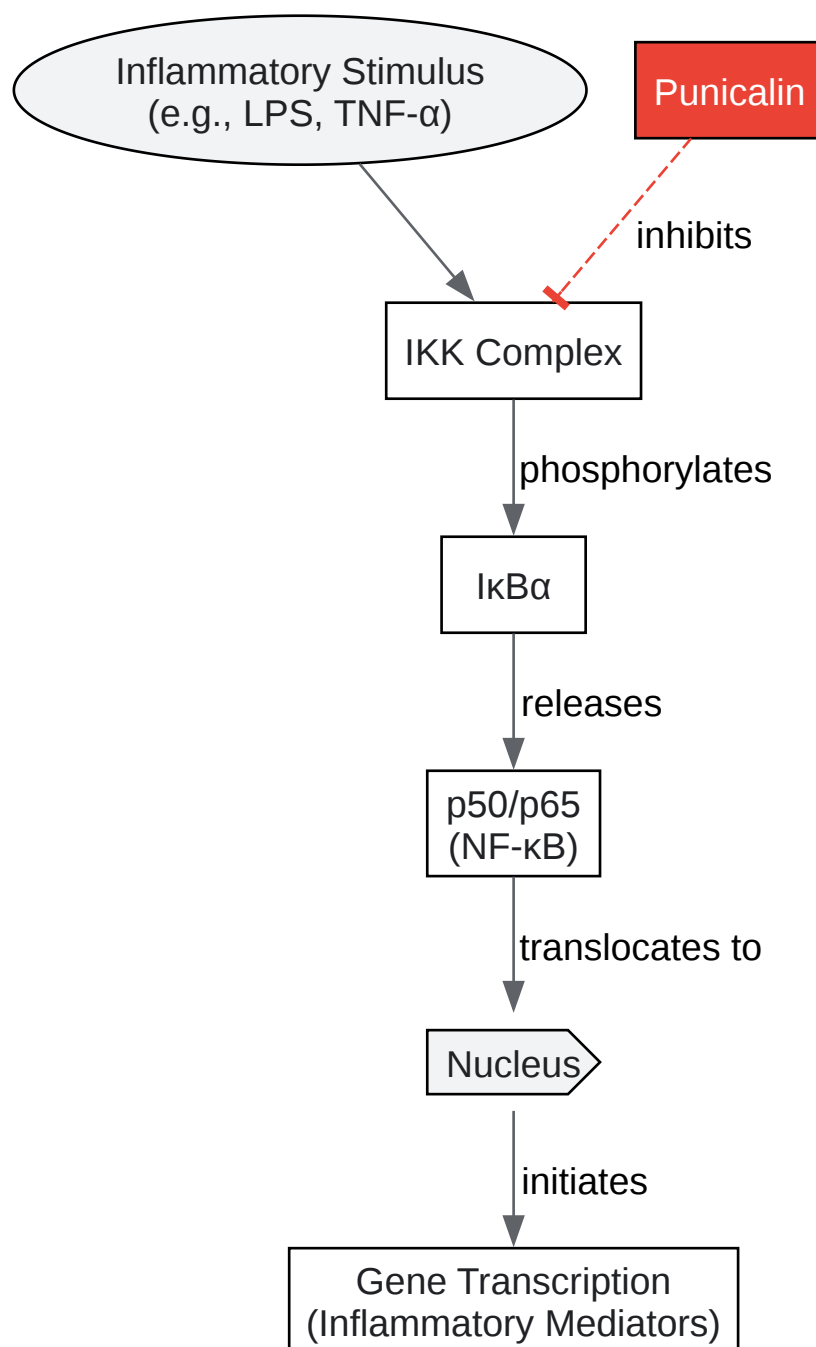 Inflammatory Stimulus
(e.g., LPS, TNF-α)
Punicalin
inhibits
IKK Complex
phosphorylates
IκBα
releases
p50/p65
(NF-κB)
translocates to
Nucleus
initiates
Gene Transcription
(Inflammatory Mediators)